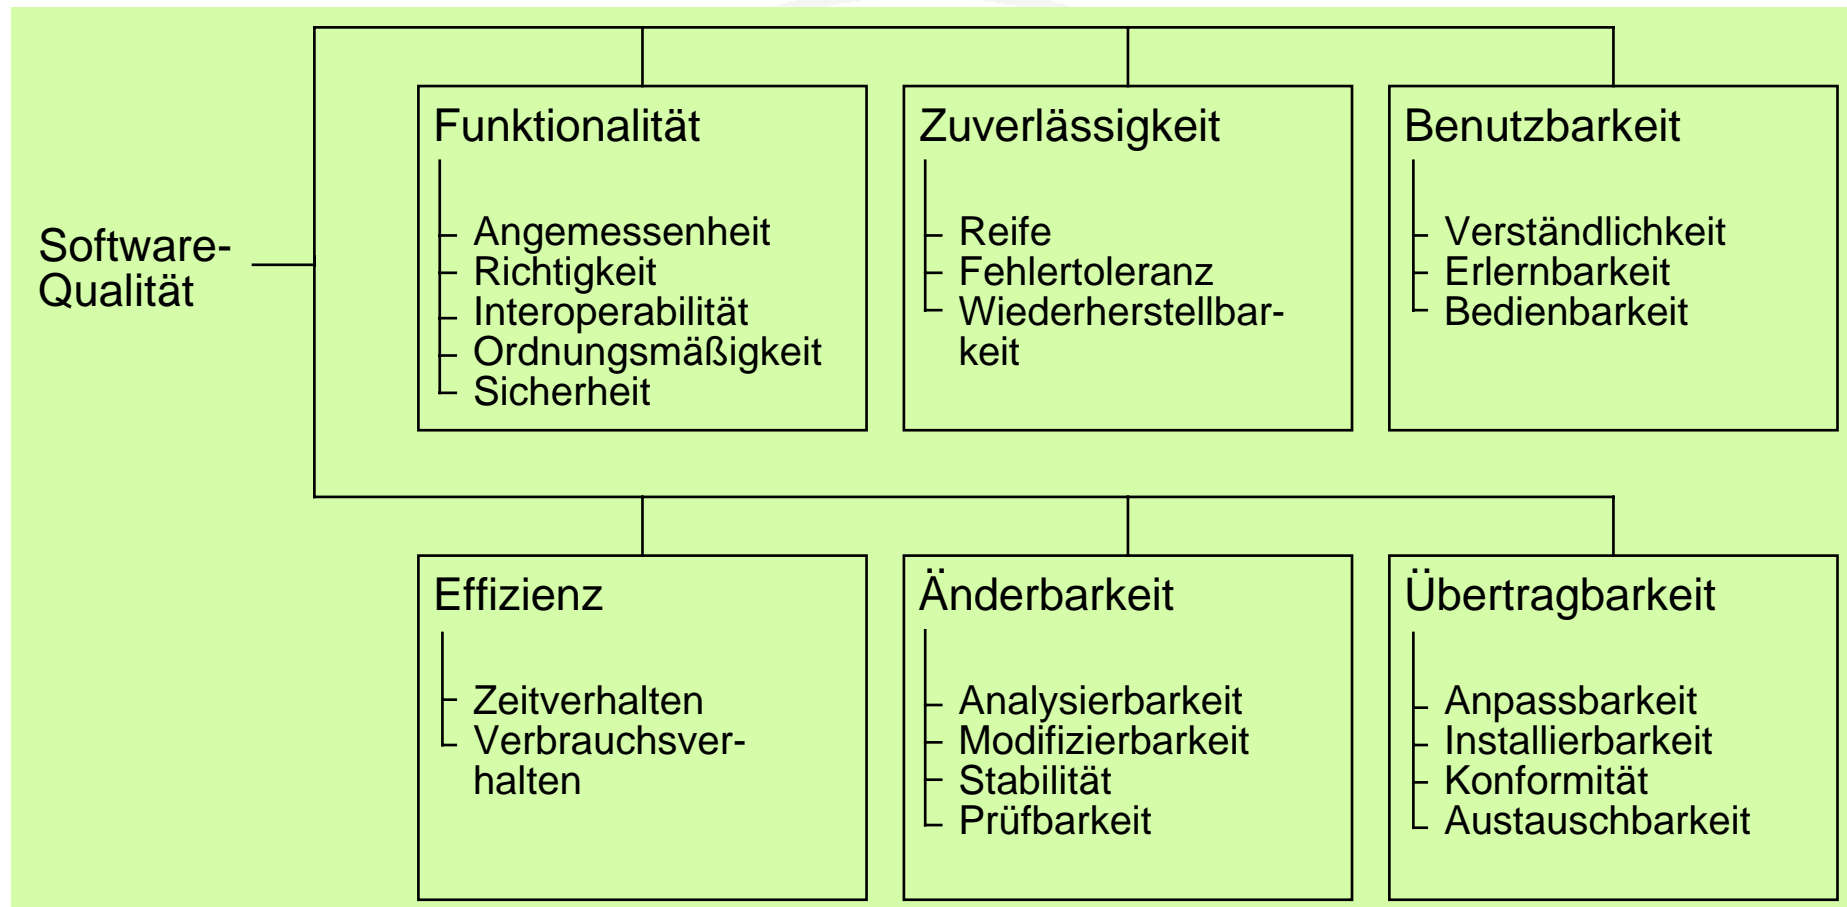 Software-
Qualität
Funktionalität
Angemessenheit
Richtigkeit
Interoperabilität
Ordnungsmäßigkeit
Sicherheit
Zuverlässigkeit
Reife
Fehlertoleranz
Wiederherstellbar-
keit
Benutzbarkeit
Verständlichkeit
Erlernbarkeit
Bedienbarkeit
Effizienz
Zeitverhalten
Verbrauchsver-
halten
Änderbarkeit
Analysierbarkeit
Modifizierbarkeit
Stabilität
Prüfbarkeit
Übertragbarkeit
Anpassbarkeit
Installierbarkeit
Konformität
Austauschbarkeit